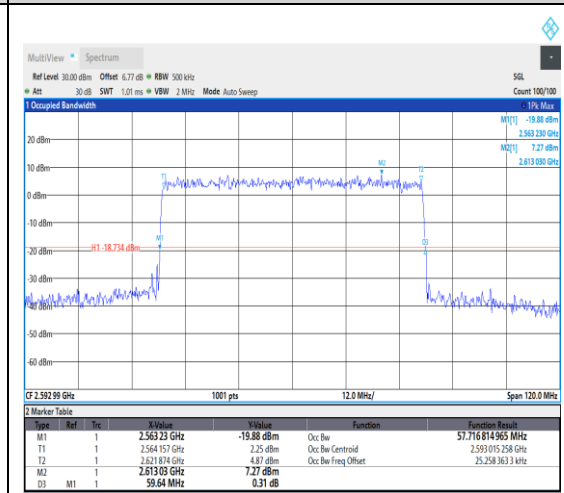 MultiView Spectrum
Ref Level 30.00 dBm Offset 6.77 dB RBW 500 kHz SGL
Att 30 dB SWT 1.01 ms VBW 2 MHz Mode Auto Sweep Count 100/100
1 Occupied Bandwidth 1Pk Max
M1[1] -19.88 dBm
2.563 230 GHz
M2[1] 7.27 dBm
2.613 030 GHz
20 dBm
10 dBm
0 dBm
-10 dBm
-20 dBm
-30 dBm
-40 dBm
-50 dBm
-60 dBm
T1
M2
T2
M1
D3
H1 -18.734 dBm
CF 2.592 99 GHz 1001 pts 12.0 MHz/ Span 120.0 MHz
2 Marker Table
Type Ref Trc X-Value Y-Value Function Function Result
M1 1 2.563 23 GHz -19.88 dBm Occ Bw 57.716 814 965 MHz
T1 1 2.564 157 GHz 2.25 dBm Occ Bw Centroid 2.593 015 258 GHz
T2 1 2.621 874 GHz 4.87 dBm Occ Bw Freq Offset 25.258 363 3 kHz
M2 1 2.613 03 GHz 7.27 dBm
D3 M1 1 59.64 MHz 0.31 dB